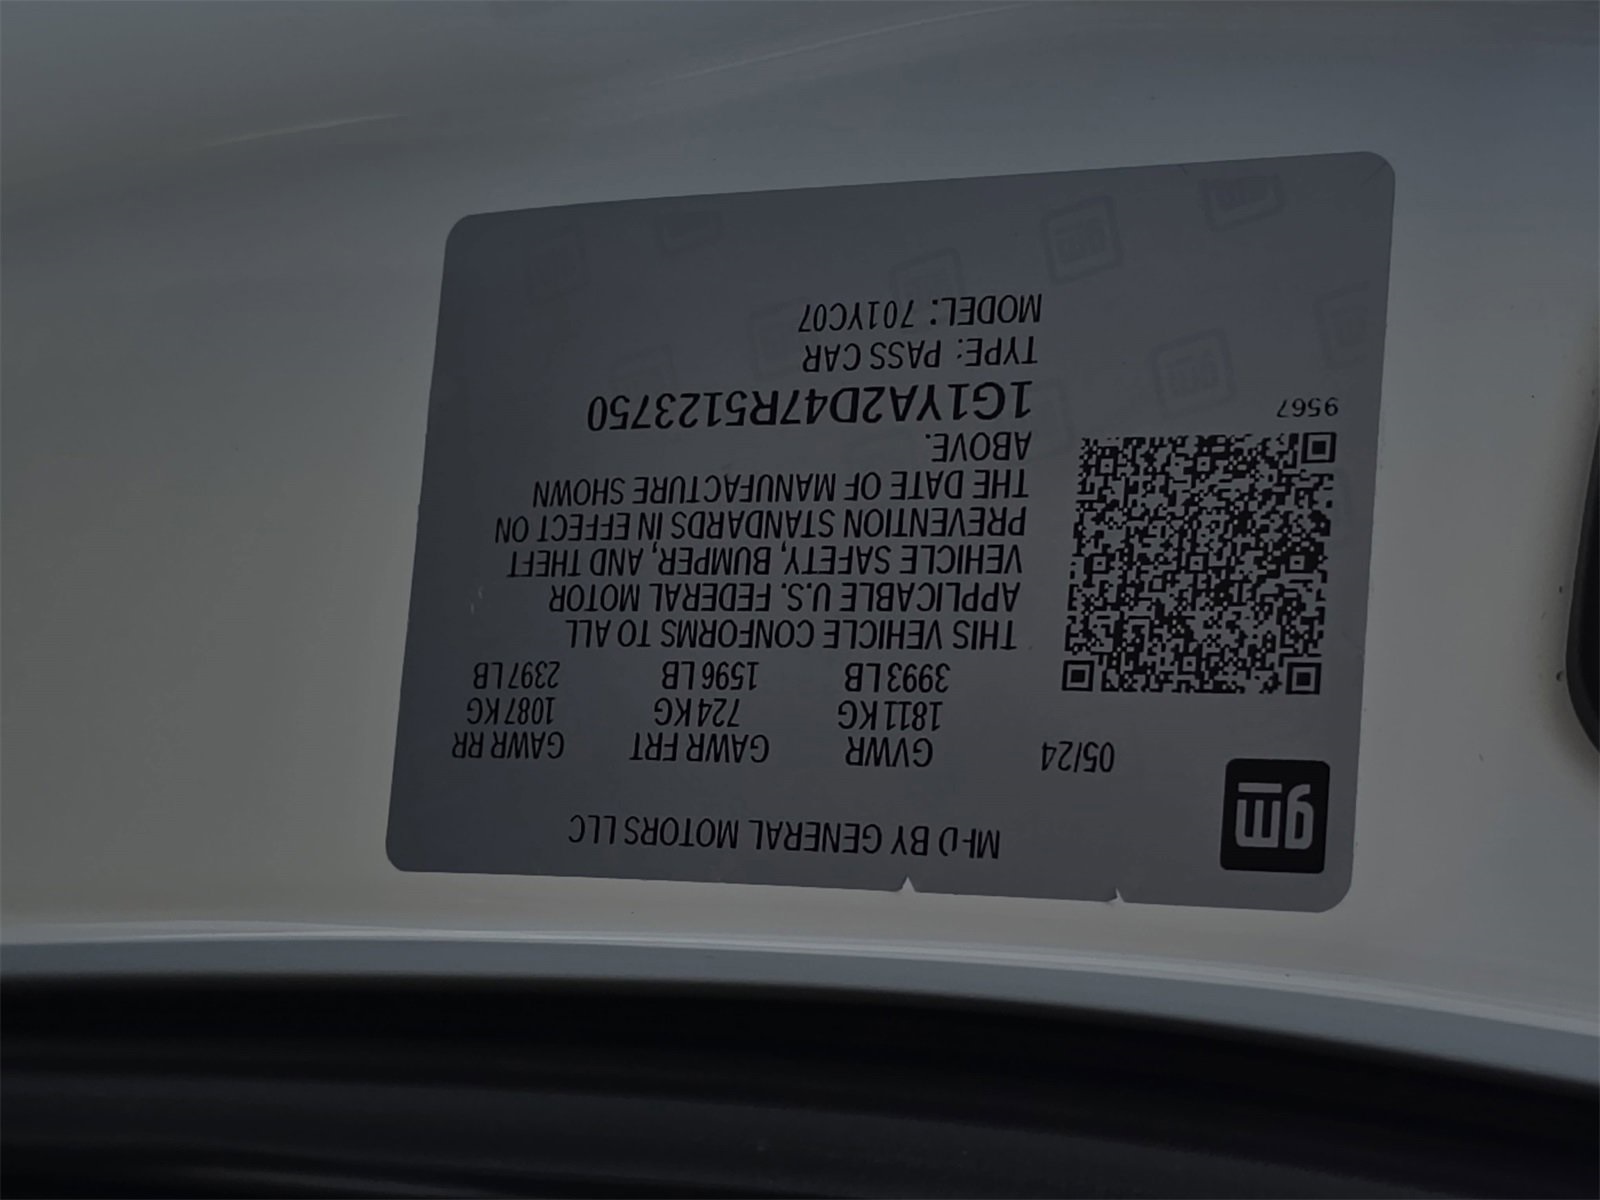 gm
MFD BY GENERAL MOTORS LLC
05/24 GVWR GAWR FRT GAWR RR
1811 KG 724 KG 1087 KG
3993 LB 1596 LB 2397 LB
THIS VEHICLE CONFORMS TO ALL
APPLICABLE U.S. FEDERAL MOTOR
VEHICLE SAFETY, BUMPER, AND THEFT
PREVENTION STANDARDS IN EFFECT ON
THE DATE OF MANUFACTURE SHOWN
ABOVE.
9567
1G1YA2D47R5123750
TYPE: PASS CAR
MODEL: 701YC07